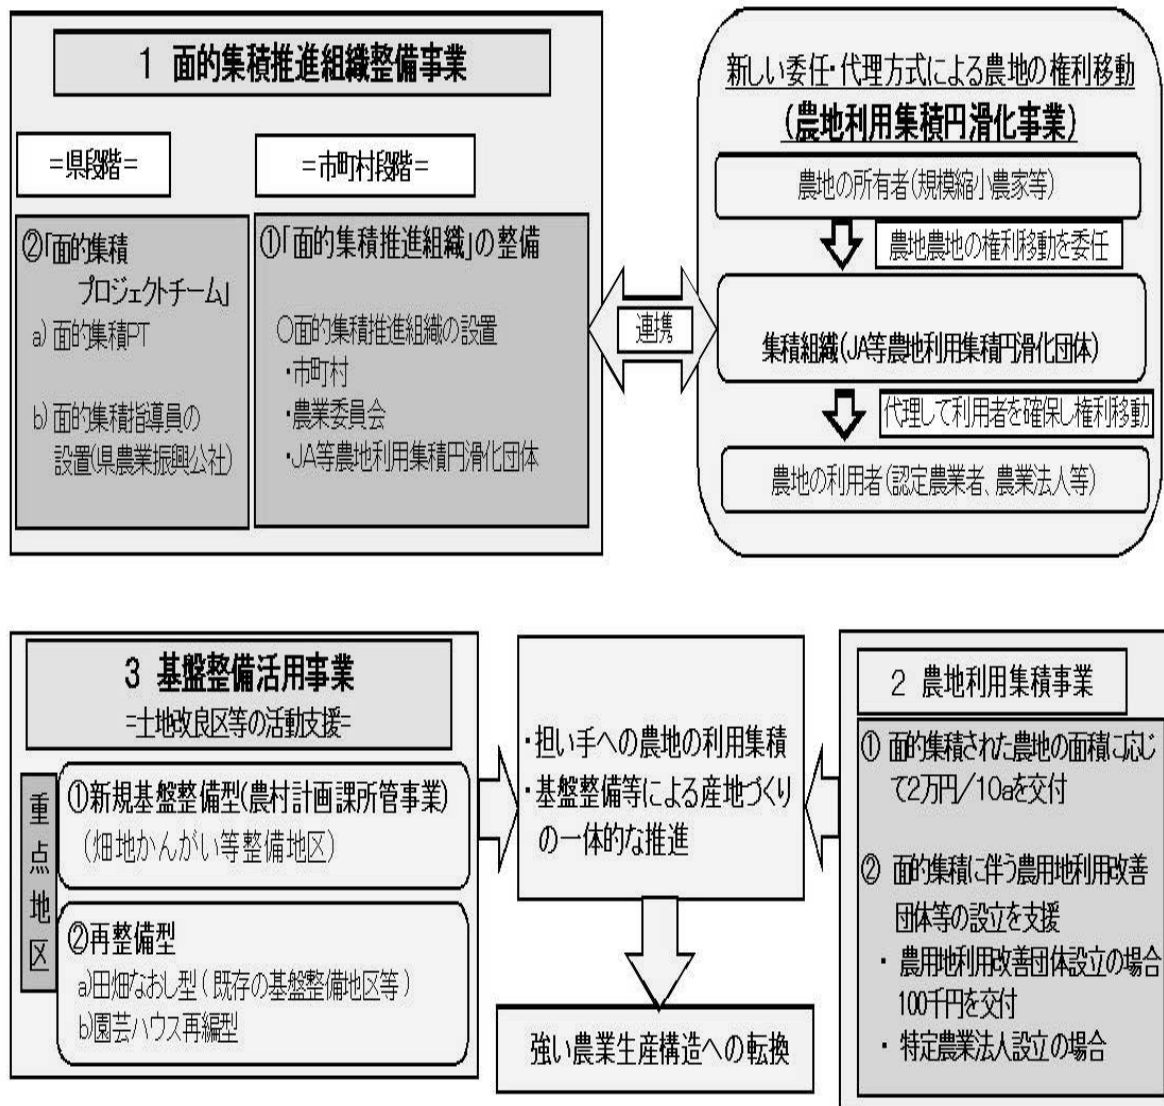 1 面的集積推進組織整備事業
=県段階=
②「面的集積
プロジェクトチーム」
a) 面的集積PT
b) 面的集積指導員の
設置(県農業振興公社)
=市町村段階=
①「面的集積推進組織」の整備
○面的集積推進組織の設置
・市町村
・農業委員会
・JA等農地利用集積円滑化団体
連携
新しい委任・代理方式による農地の権利移動
(農地利用集積円滑化事業)
農地の所有者(規模縮小農家等)
農地農地の権利移動を委任
集積組織(JA等農地利用集積円滑化団体)
代理して利用者を確保し権利移動
農地の利用者(認定農業者、農業法人等)
3 基盤整備活用事業
=土地改良区等の活動支援=
重点地区
①新規基盤整備型(農村計画課所管事業)
(畑地かんがい等整備地区)
②再整備型
a)田畑なおし型(既存の基盤整備地区等)
b)園芸ハウス再編型
・担い手への農地の利用集積
・基盤整備等による産地づくり
の一体的な推進
強い農業生産構造への転換
2 農地利用集積事業
① 面的集積された農地の面積に応じ
て2万円/10aを交付
② 面的集積に伴う農用地利用改善
団体等の設立を支援
・ 農用地利用改善団体設立の場合
100千円を交付
・ 特定農業法人設立の場合